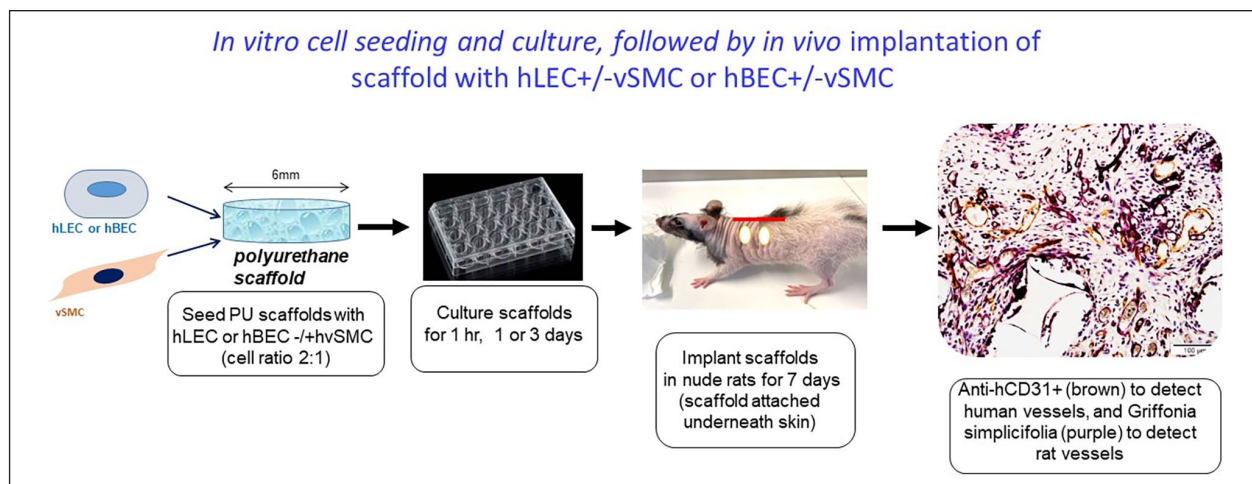 In vitro cell seeding and culture, followed by in vivo implantation of
scaffold with hLEC+/-vSMC or hBEC+/-vSMC
6mm
hLEC or hBEC
polyurethane
scaffold
vSMC
Seed PU scaffolds with
hLEC or hBEC -/+hvSMC
(cell ratio 2:1)
Culture scaffolds
for 1 hr, 1 or 3 days
Implant scaffolds
in nude rats for 7 days
(scaffold attached
underneath skin)
100 μm
Anti-hCD31+ (brown) to detect
human vessels, and Griffonia
simplicifolia (purple) to detect
rat vessels